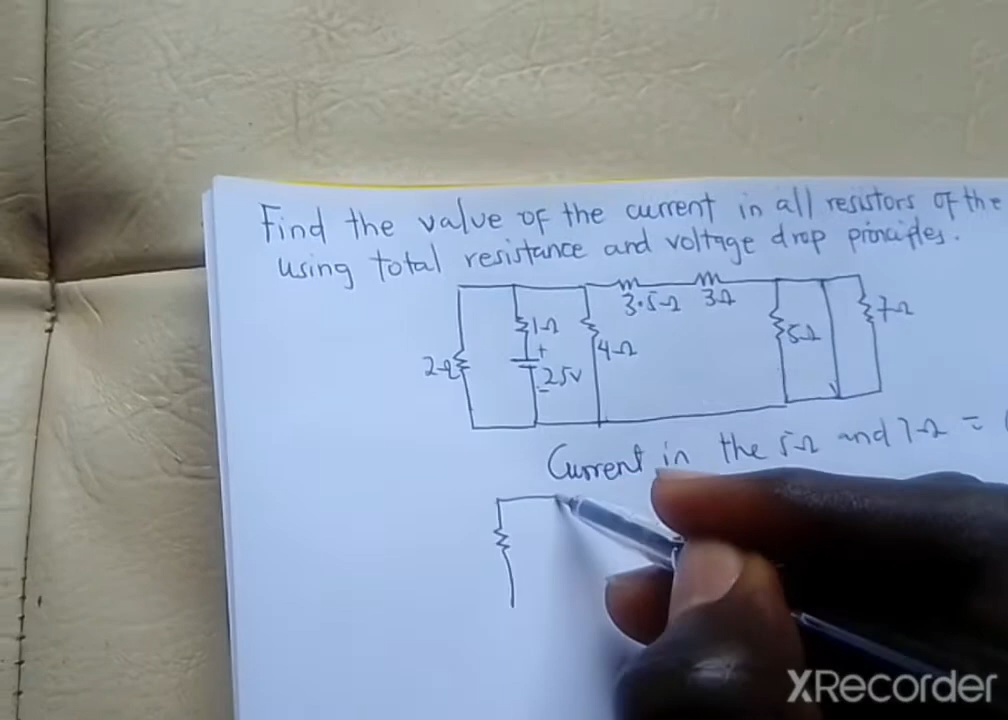 Find the value of the current in all resistors of the
using total resistance and voltage drop principles.
3.5Ω 3Ω
7Ω
1Ω
+
5Ω
4Ω
2Ω
25V
-
Current in the 5Ω and 7Ω =
XRecorder